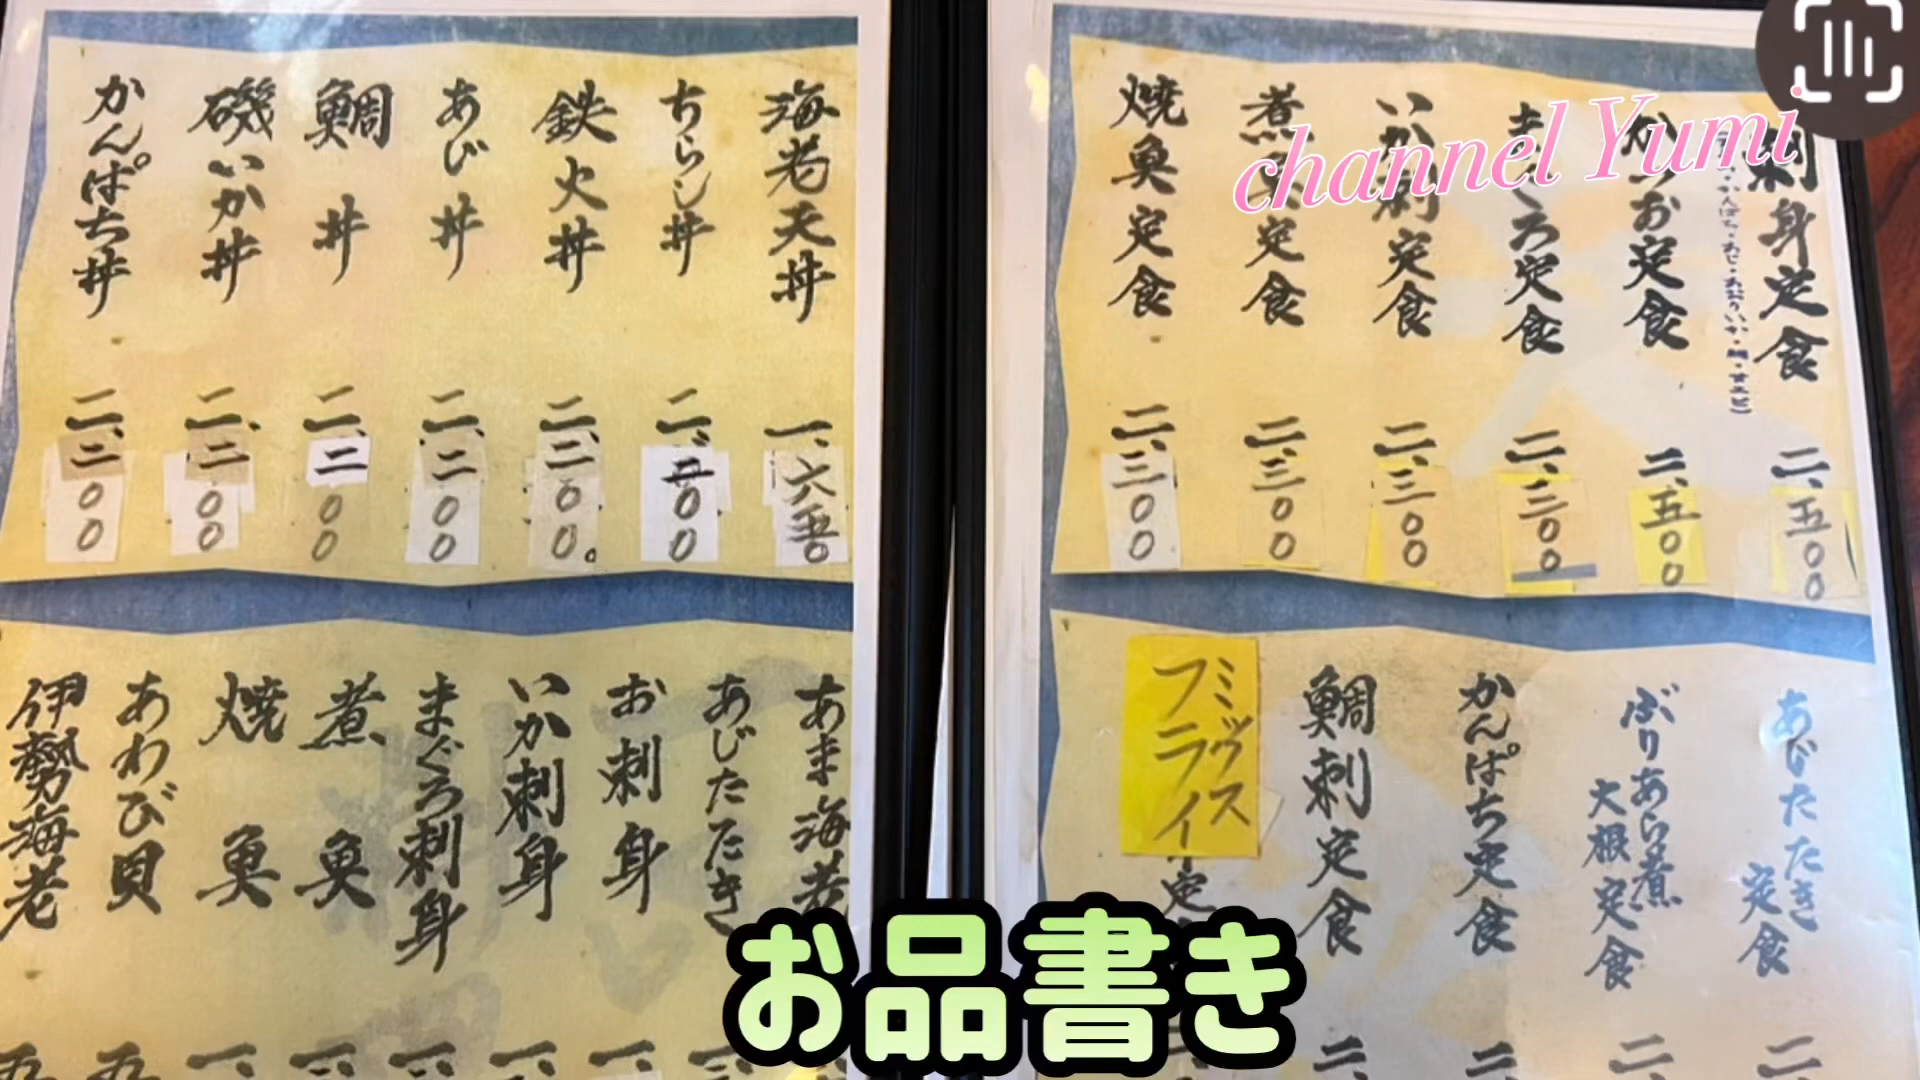 channel Yumi
刺身定食
二、五〇〇
かつお定食
二、五〇〇
まぐろ定食
二、三〇〇
いか刺定食
二、三〇〇
煮魚定食
二、三〇〇
焼魚定食
二、三〇〇
あじたたき
定食
ぶりあら煮
大根定食
かんぱち定食
鯛刺定食
ミックス
フライ
海老天丼
一、六五〇
ちらし丼
二、五〇〇
鉄火丼
二、二〇〇
あじ丼
二、二〇〇
鯛丼
二、二〇〇
磯いか丼
二、二〇〇
かんぱち丼
二、二〇〇
あま海老
あじたたき
お刺身
いか刺身
まぐろ刺身
煮魚
焼魚
あわび貝
伊勢海老
お品書き